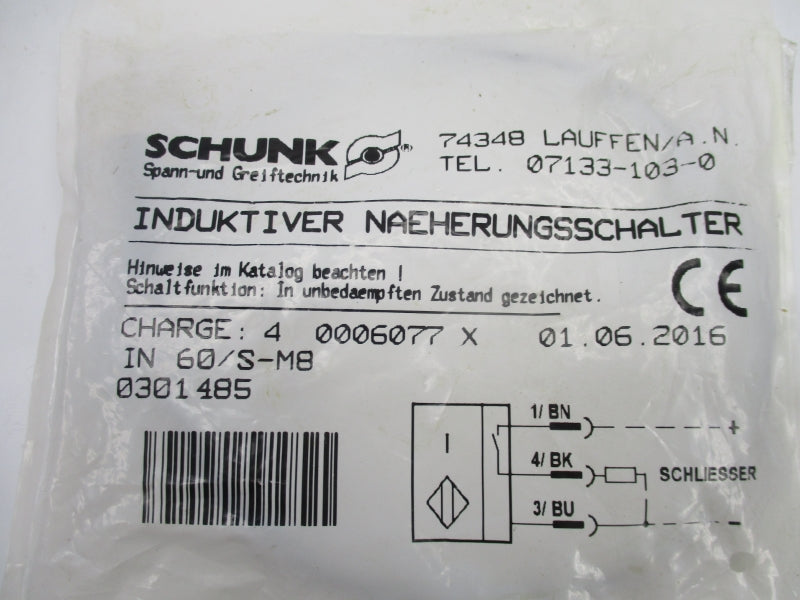 SCHUNK ® 74348 LAUFFEN/A.N.
Spann-und Greiftechnik TEL. 07133-103-0
INDUKTIVER NAEHERUNGSSCHALTER
Hinweise im Katalog beachten !
Schaltfunktion: In unbedaempften Zustand gezeichnet.
CE
CHARGE: 4 0006077 X 01.06.2016
IN 60/S-M8
0301485
1/ BN +
I
4/ BK SCHLIESSER
3/ BU -